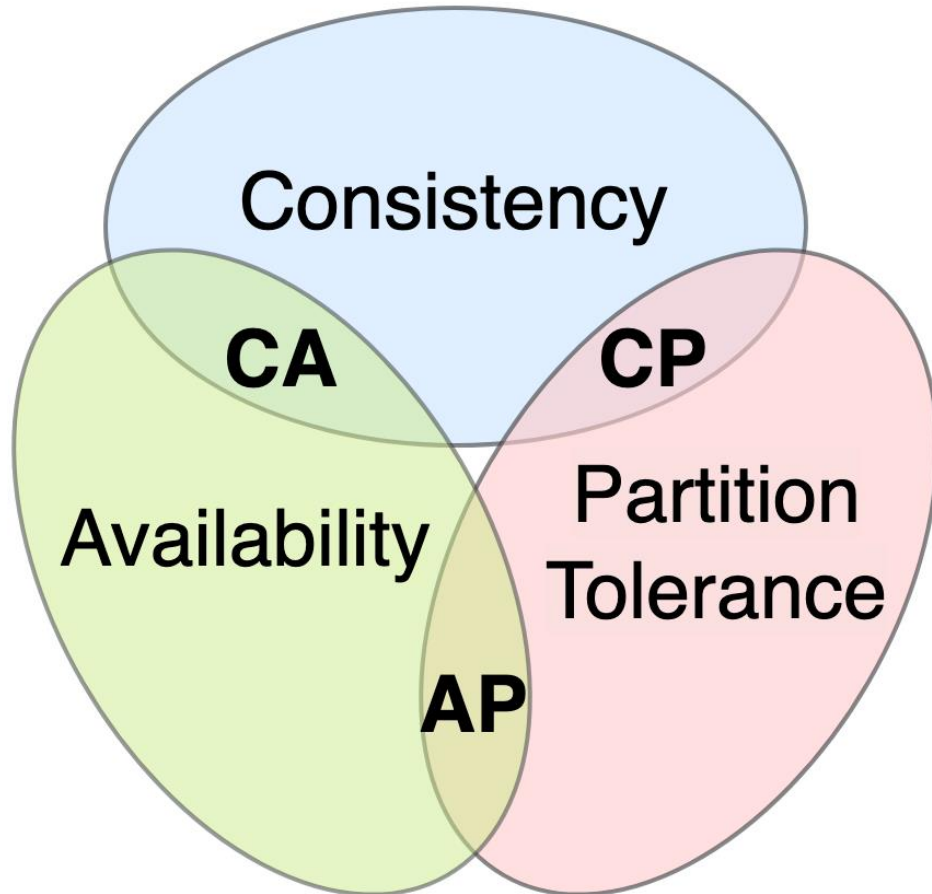 Consistency
CA
CP
Availability
Partition
Tolerance
AP